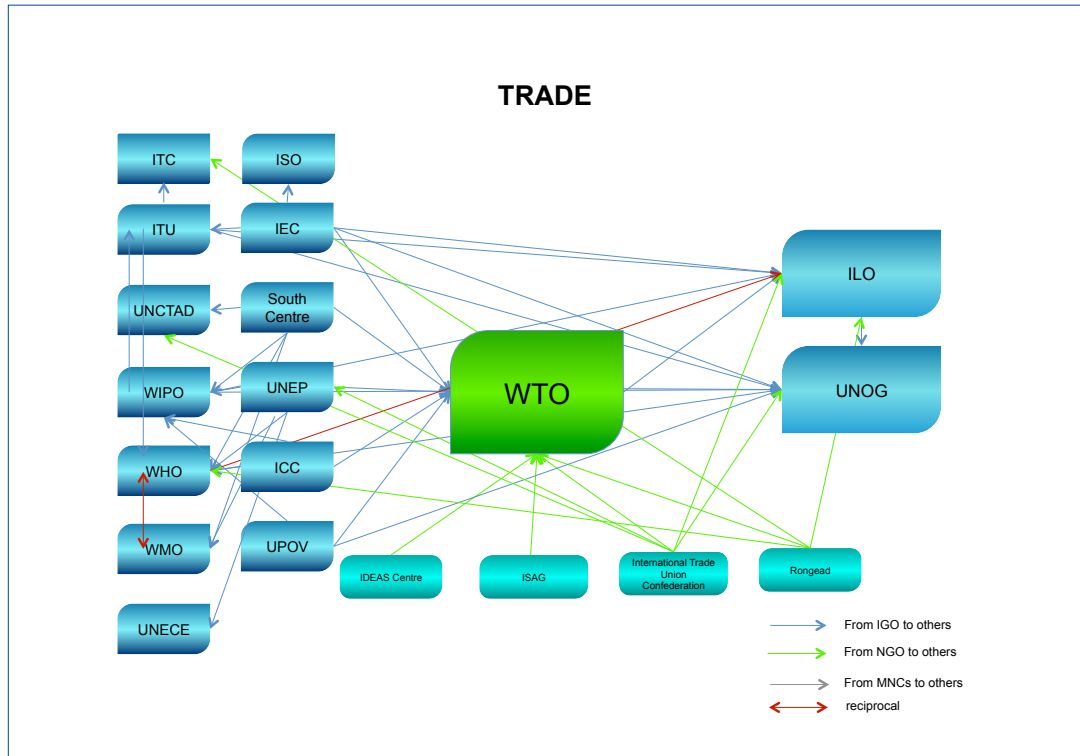 TRADE
ITC
ISO
ITU
IEC
ILO
UNCTAD
South
Centre
WIPO
UNEP
WTO
UNOG
WHO
ICC
WMO
UPOV
IDEAS Centre
ISAG
International Trade
Union
Confederation
Rongead
UNECE
From IGO to others
From NGO to others
From MNCs to others
reciprocal